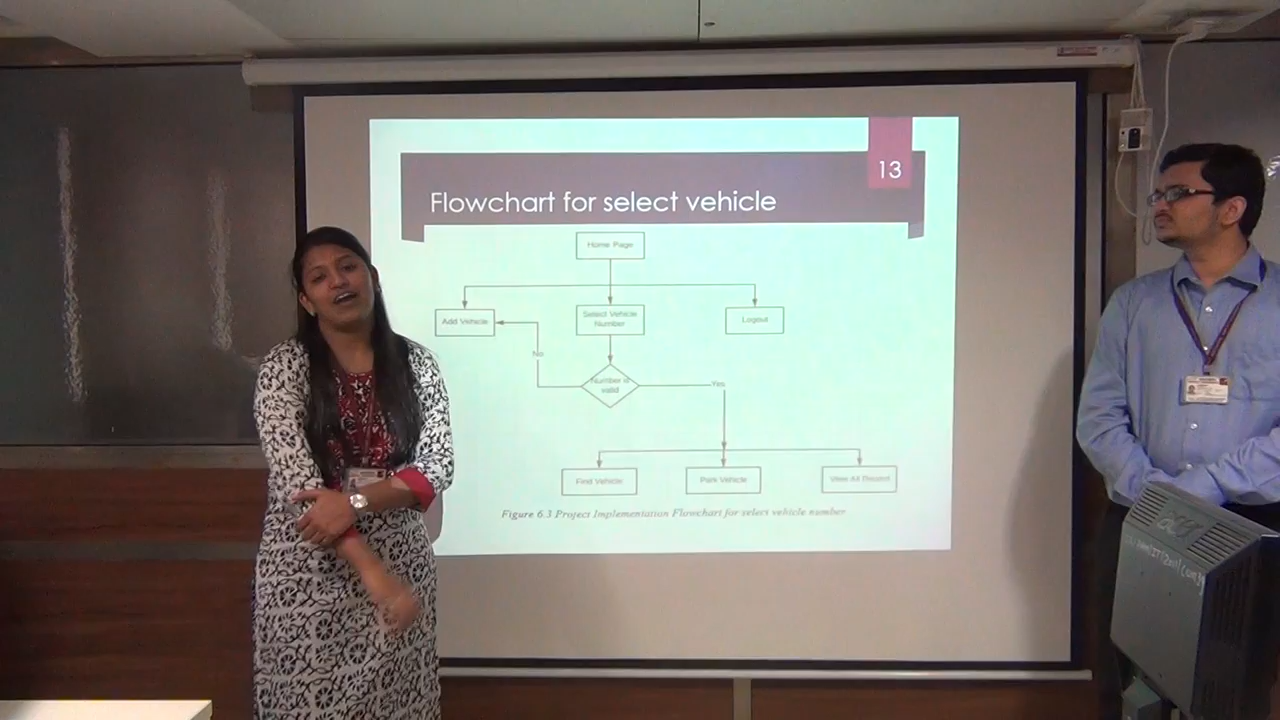 13
Flowchart for select vehicle
Home Page
Add Vehicle
Select Vehicle
Number
Logout
No
Number is
valid
Yes
Find Vehicle
Park Vehicle
View All Record
Figure 6.3 Project Implementation Flowchart for select vehicle number